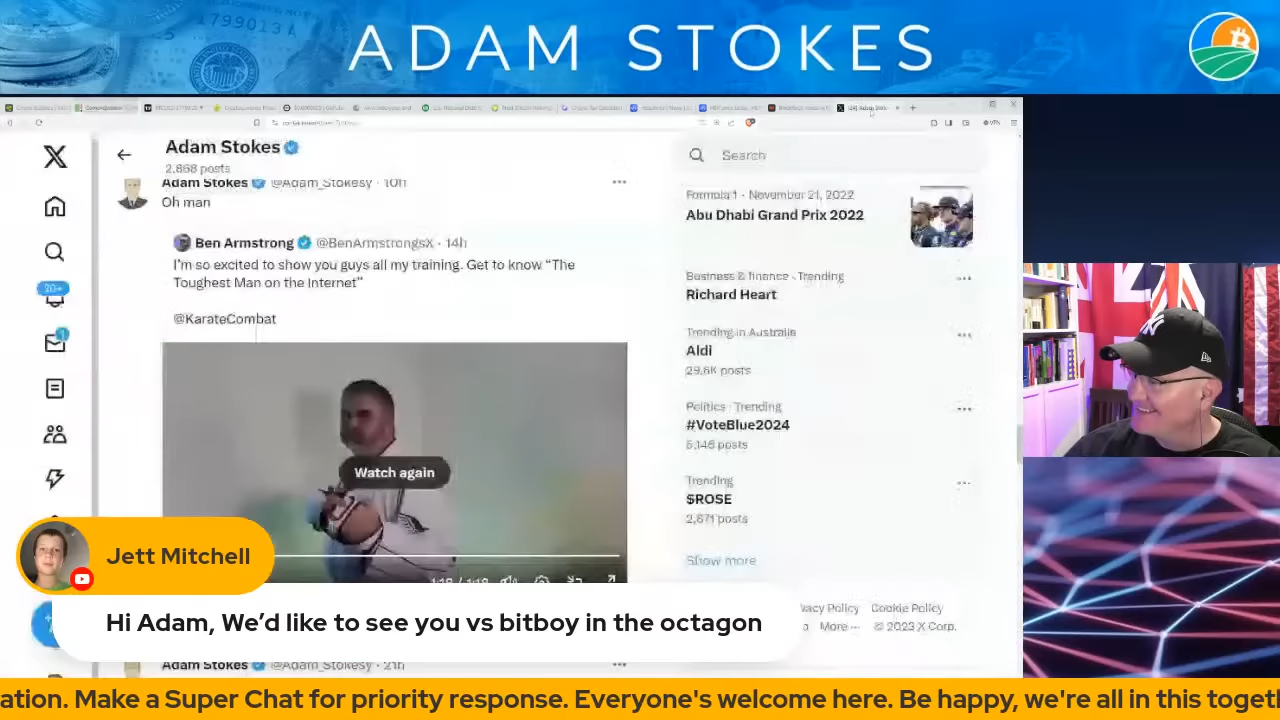 ADAM STOKES
Adam Stokes
2,868 posts
Search
Adam Stokes @Adam_Stokesy · 10h
Oh man
Ben Armstrong @BenArmstrongsX · 14h
I'm so excited to show you guys all my training. Get to know “The
Toughest Man on the Internet”
@KarateCombat
Watch again
Formula 1 · November 21, 2022
Abu Dhabi Grand Prix 2022
Business & finance · Trending
Richard Heart
Trending in Australia
Aldi
29.6K posts
Politics · Trending
#VoteBlue2024
5,146 posts
Trending
$ROSE
2,671 posts
Show more
Cookie Policy
More ···
© 2023 X Corp.
20+
1
Jett Mitchell
Hi Adam, We’d like to see you vs bitboy in the octagon
Adam Stokes @Adam_Stokesy · 21h
ation. Make a Super Chat for priority response. Everyone's welcome here. Be happy, we're all in this toget